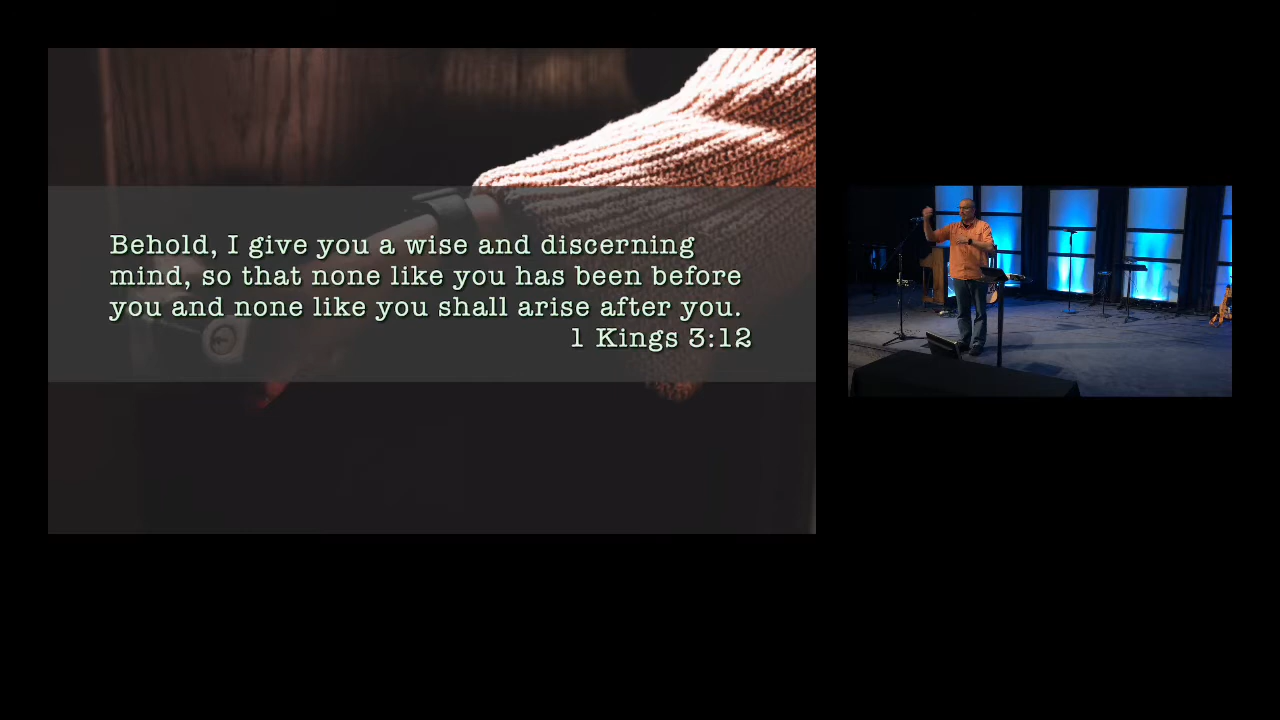 Behold, I give you a wise and discerning
mind, so that none like you has been before
you and none like you shall arise after you.
1 Kings 3:12